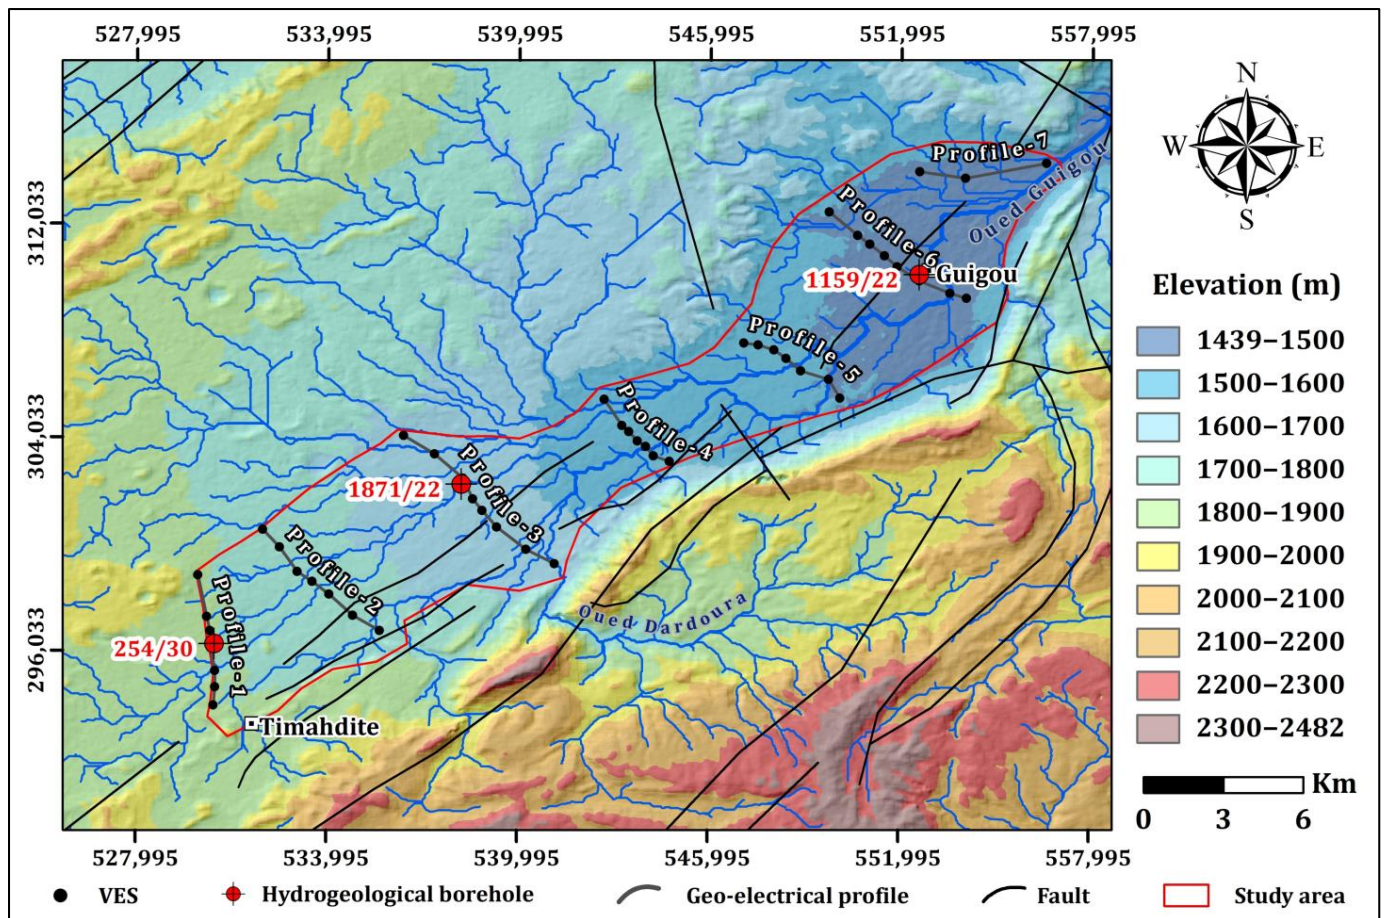 527,995 533,995 539,995 545,995 551,995 557,995
N
W E
S
Profile-7
Oued Guigou
312,033
Profile-6
Guigou
1159/22
Elevation (m)
1439–1500
Profile-5
1500–1600
1600–1700
Profile-4
304,033
1700–1800
Profile-3
1871/22
1800–1900
1900–2000
Profile-2
2000–2100
Profile-1
Oued Dardoura
2100–2200
254/30
296,033
2200–2300
Timahdite
2300–2482
Km
0 3 6
527,995 533,995 539,995 545,995 551,995 557,995
VES Hydrogeological borehole Geo-electrical profile Fault Study area